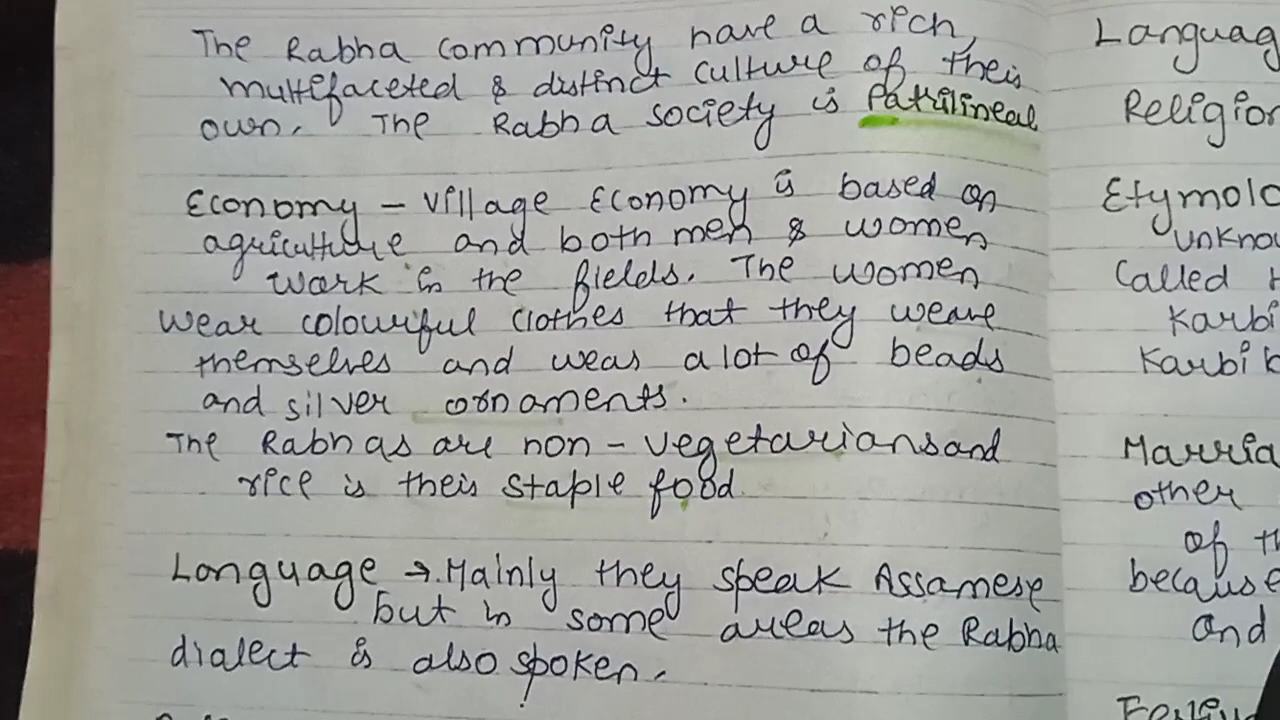 The Rabha community have a rich,
multifaceted & distinct culture of their
own. The Rabha society is Patrilineal
Economy - Village Economy is based on
agriculture and both men & women
work in the fields. The women
wear colourful clothes that they weave
themselves and wear a lot of beads
and silver ornaments.
The Rabhas are non-vegetarians and
rice is their staple food.
Language → Mainly they speak Assamese
but in some areas the Rabha
dialect is also spoken.
Languag
Religion
Etymolo
unknow
Called
Karbi
Karbi k
Marria
other
of th
because
and